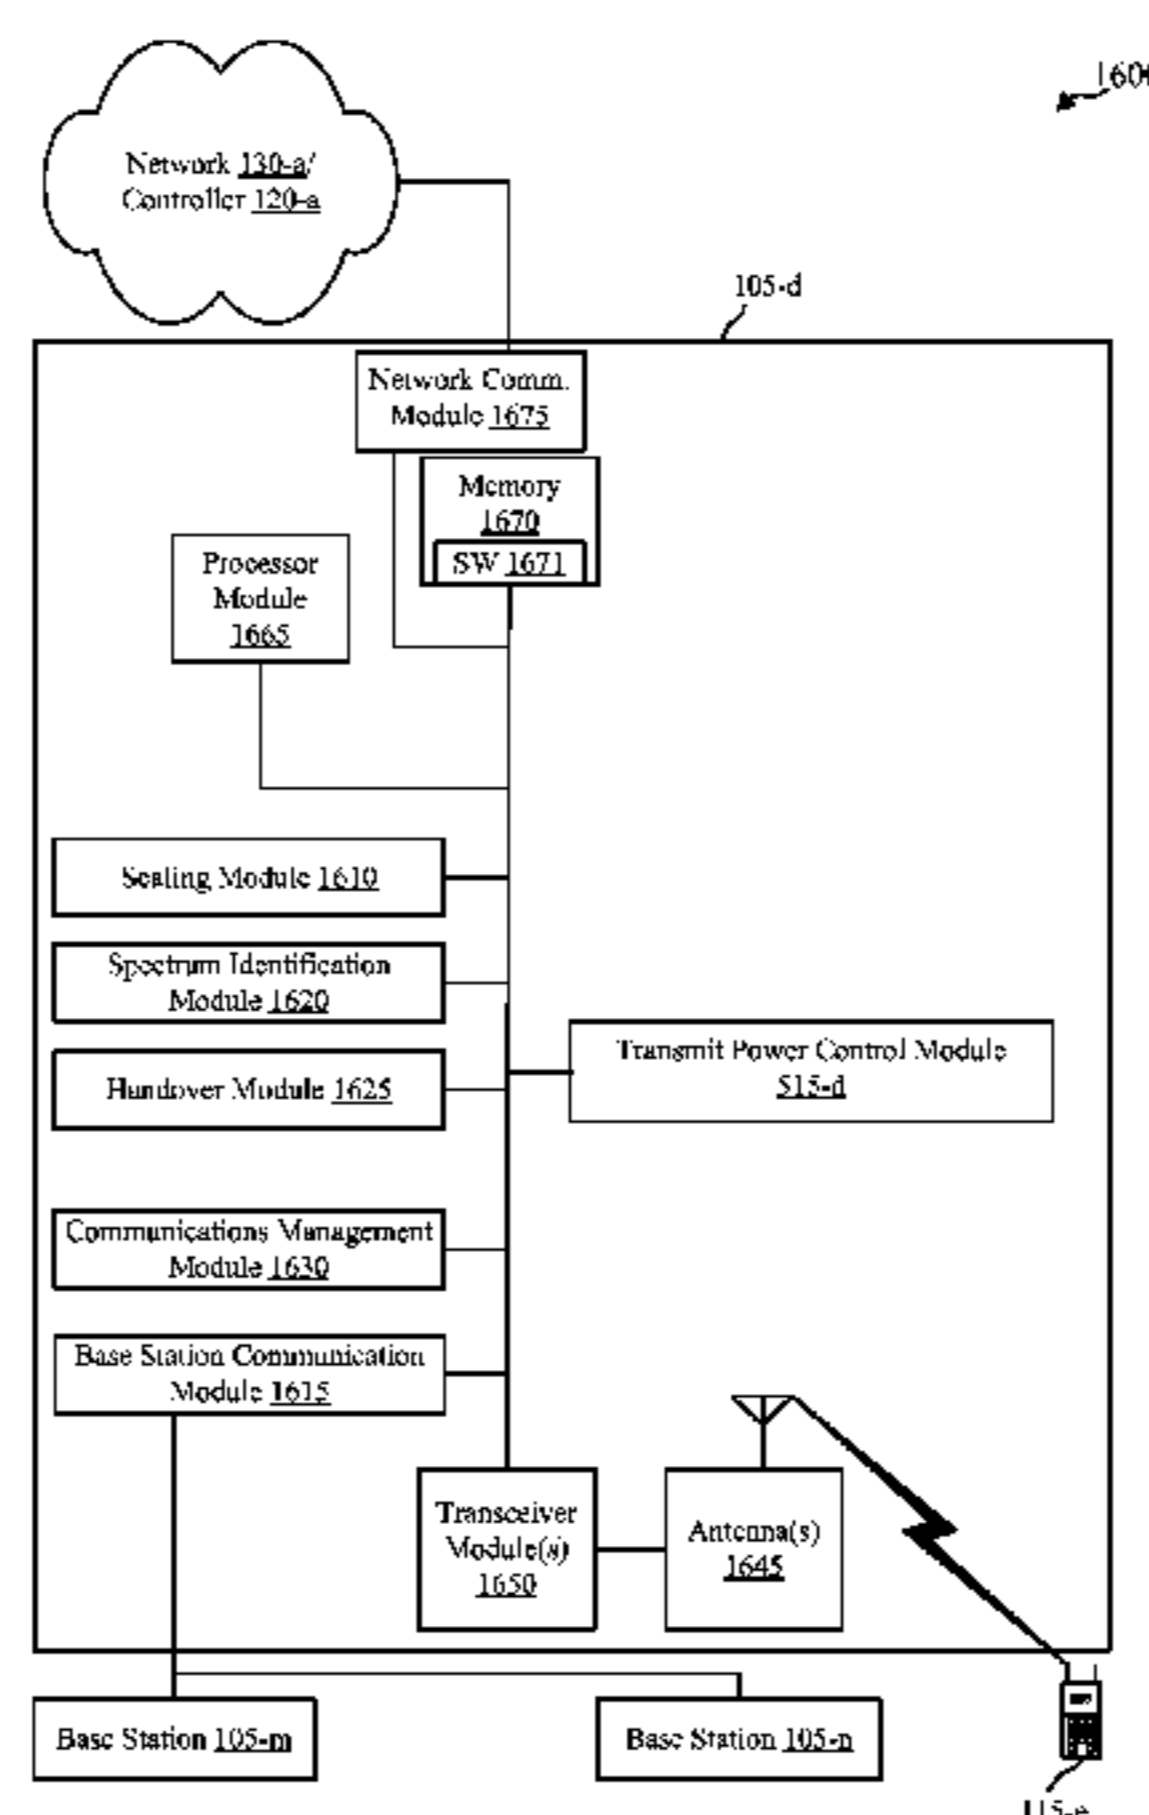 160
Network 130-a/
Controller 120-a
105-d
Network Comm.
Module 1675
Memory
1670
SW 1671
Processor
Module
1665
Scaling Module 1610
Spectrum Identification
Module 1620
Transmit Power Control Module
515-d
Handover Module 1625
Communications Management
Module 1630
Base Station Communication
Module 1615
Transceiver
Module(s)
1650
Antenna(s)
1645
Base Station 105-m
Base Station 105-n
115-e